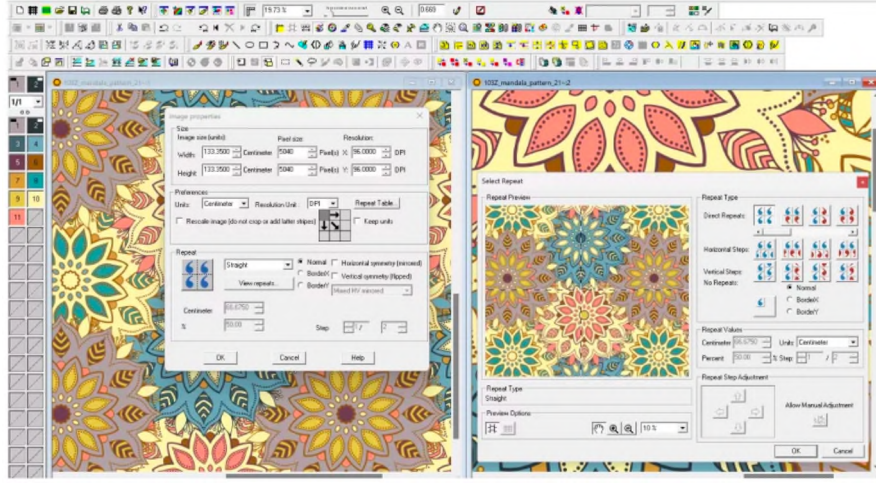 19.73 %
0.669
103Z_mandala_pattern_21~:2
1/1
1
2
3
4
5
6
7
8
9
10
11
Image properties
Size
Image size (units):
Pixel size:
Resolution:
Width: 133.3500 Centimeter 5040 Pixel(s) X: 96.0000 DPI
Height 133.3500 Centimeter 5040 Pixel(s) Y: 96.0000 DPI
Preferences
Units: Centimeter Resolution Unit: DPI Repeat Table...
Rescale image (do not crop or add latter stripes) Keep units
Repeat
Straight
View repeats...
Normal
BorderX
BorderY
Horizontal symmetry (mirrored)
Vertical symmetry (flipped)
Mixed HV mirrored
Centimeter 66.6750
% 50.00
Step 1 / 2
OK Cancel Help
Select Repeat
Repeat Preview
Repeat Type
Straight
Preview Options
10 %
Repeat Type
Direct Repeats:
Horizontal Steps:
Vertical Steps:
No Repeats:
Normal
BorderX
BorderY
Repeat Values
Centimeter 66.6750 Units: Centimeter
Percent 50.00 % Step: 1 / 2
Repeat Step Adjustment
Allow Manual Adjustment
OK Cancel